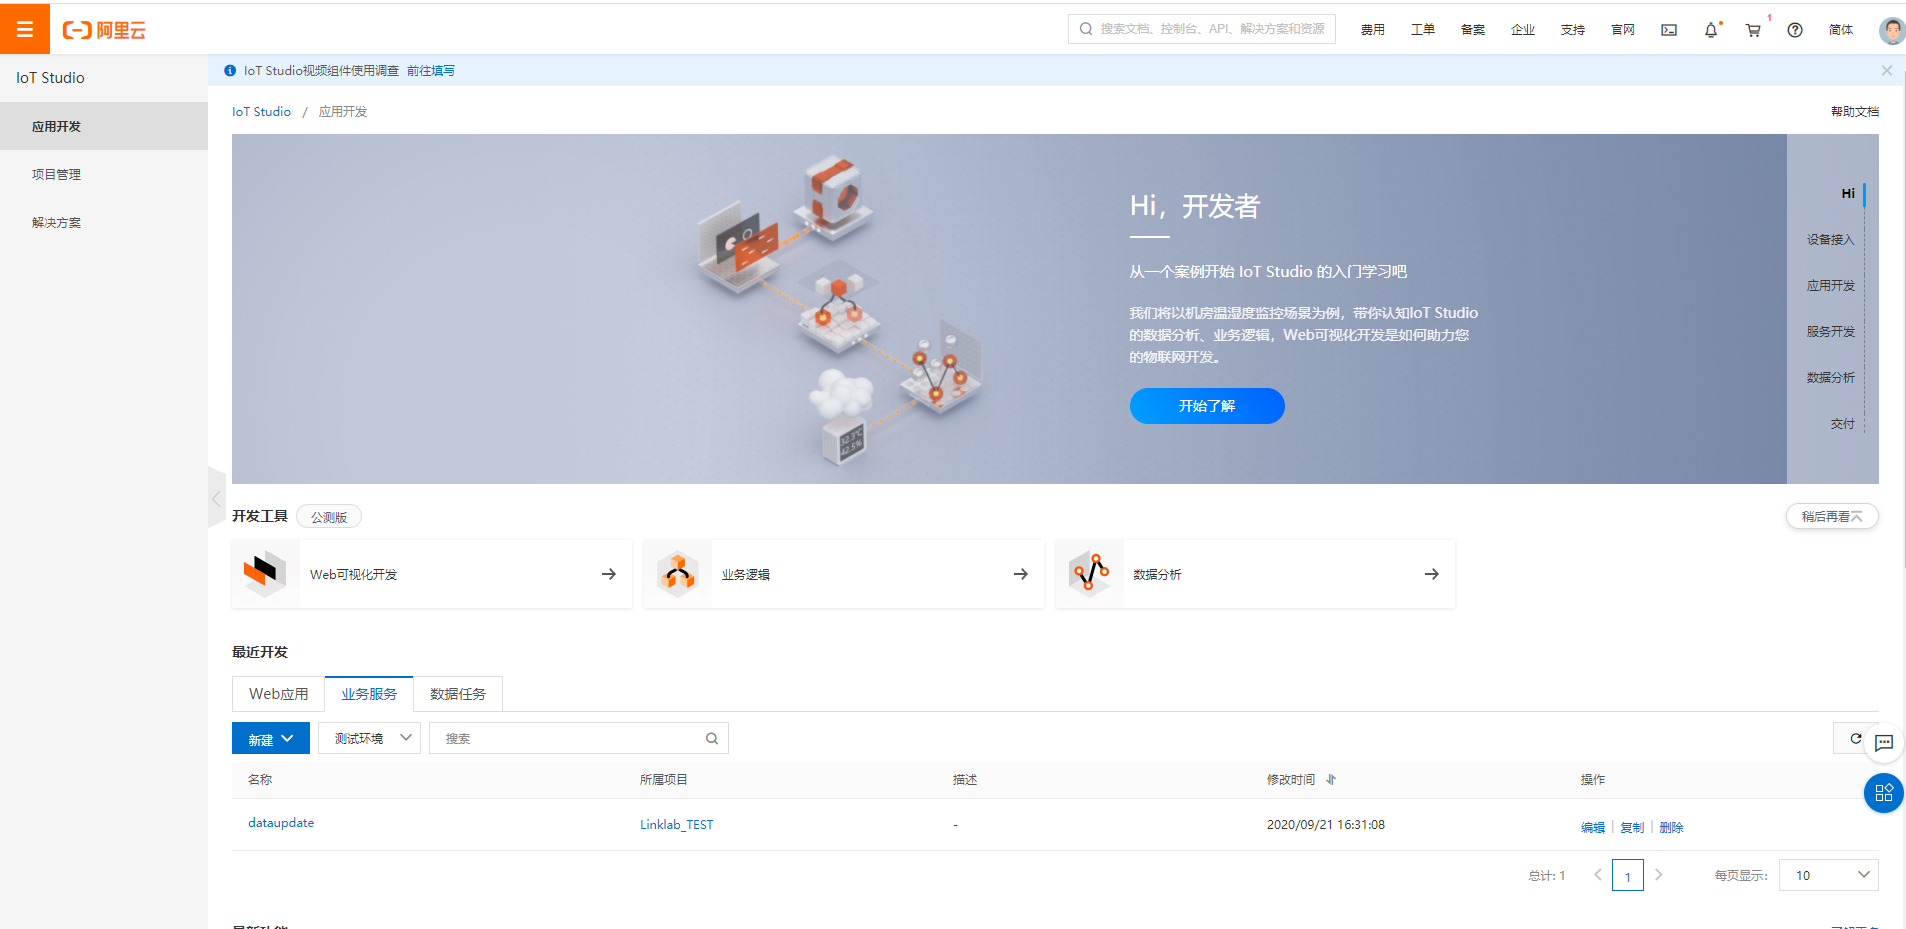 阿里云
搜索文档、控制台、API、解决方案和资源
费用
工单
备案
企业
支持
官网
1
简体
IoT Studio
应用开发
项目管理
解决方案
IoT Studio视频组件使用调查 前往填写
IoT Studio / 应用开发
帮助文档
Hi，开发者
从一个案例开始 IoT Studio 的入门学习吧
我们将以机房温湿度监控场景为例，带你认知IoT Studio
的数据分析、业务逻辑，Web可视化开发是如何助力您
的物联网开发。
开始了解
32.3℃
42.5%
Hi
设备接入
应用开发
服务开发
数据分析
交付
开发工具
公测版
稍后再看
Web可视化开发
业务逻辑
数据分析
最近开发
Web应用
业务服务
数据任务
新建
测试环境
搜索
名称
所属项目
描述
修改时间
操作
dataupdate
Linklab_TEST
-
2020/09/21 16:31:08
编辑
复制
删除
总计: 1
1
每页显示:
10